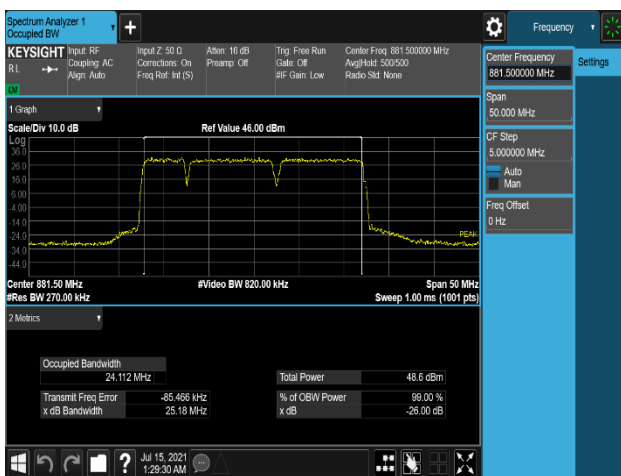 Spectrum Analyzer 1
Occupied BW
Frequency
KEYSIGHT
Input: RF
Coupling: AC
Align: Auto
R L
Input Z: 50 Ω
Corrections: On
Freq Ref: Int (S)
Atten: 16 dB
Preamp: Off
Trig: Free Run
Gate: Off
#IF Gain: Low
Center Freq: 881.500000 MHz
Avg|Hold: 500/500
Radio Std: None
Center Frequency
881.500000 MHz
Settings
Span
50.000 MHz
CF Step
5.000000 MHz
Auto
Man
Freq Offset
0 Hz
1 Graph
Scale/Div 10.0 dB
Ref Value 46.00 dBm
Log
36.0
26.0
16.0
6.00
-4.00
-14.0
-24.0
-34.0
-44.0
PEAK
Center 881.50 MHz
#Video BW 820.00 kHz
Span 50 MHz
#Res BW 270.00 kHz
Sweep 1.00 ms (1001 pts)
2 Metrics
Occupied Bandwidth
24.112 MHz
Total Power
48.6 dBm
Transmit Freq Error
-85.466 kHz
% of OBW Power
99.00 %
x dB Bandwidth
25.18 MHz
x dB
-26.00 dB
?
Jul 15, 2021
1:29:30 AM